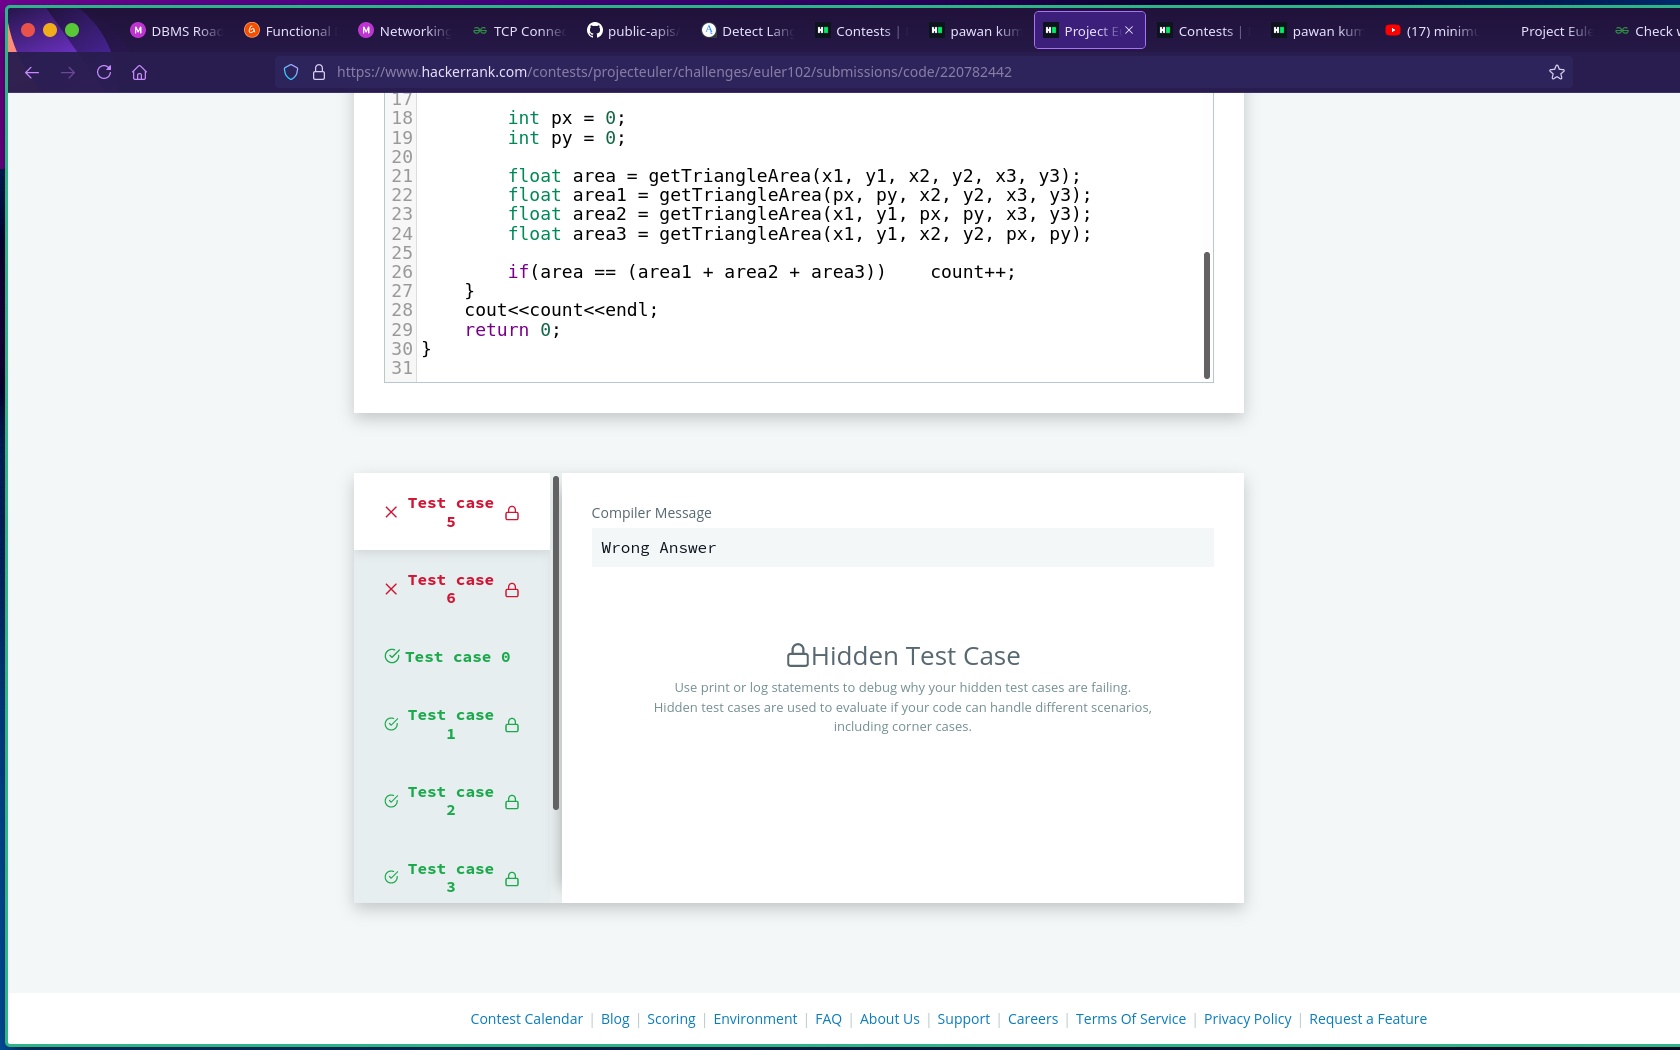 DBMS Roac
Functional
Networking
TCP Conne
public-apis
Detect Lang
Contests |
pawan kum
Project E
Contests |
pawan kum
(17) minimu
Project Eule
Check w
https://www.hackerrank.com/contests/projecteuler/challenges/euler102/submissions/code/220782442
17
18 int px = 0;
19 int py = 0;
20
21 float area = getTriangleArea(x1, y1, x2, y2, x3, y3);
22 float area1 = getTriangleArea(px, py, x2, y2, x3, y3);
23 float area2 = getTriangleArea(x1, y1, px, py, x3, y3);
24 float area3 = getTriangleArea(x1, y1, x2, y2, px, py);
25
26 if(area == (area1 + area2 + area3))    count++;
27 }
28 cout<<count<<endl;
29 return 0;
30 }
31
Test case
5
Test case
6
Test case 0
Test case
1
Test case
2
Test case
3
Compiler Message
Wrong Answer
Hidden Test Case
Use print or log statements to debug why your hidden test cases are failing.
Hidden test cases are used to evaluate if your code can handle different scenarios,
including corner cases.
Contest Calendar | Blog | Scoring | Environment | FAQ | About Us | Support | Careers | Terms Of Service | Privacy Policy | Request a Feature